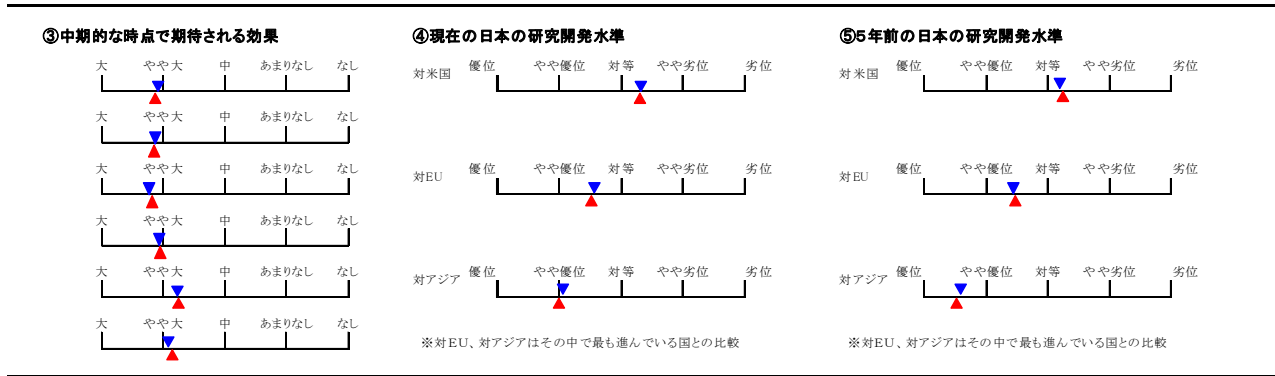 ③中期的な時点で期待される効果
大 やや大 中 あまりなし なし
大 やや大 中 あまりなし なし
大 やや大 中 あまりなし なし
大 やや大 中 あまりなし なし
大 やや大 中 あまりなし なし
大 やや大 中 あまりなし なし
④現在の日本の研究開発水準
対米国 優位 やや優位 対等 やや劣位 劣位
対EU 優位 やや優位 対等 やや劣位 劣位
対アジア 優位 やや優位 対等 やや劣位 劣位
※対EU、対アジアはその中で最も進んでいる国との比較
⑤5年前の日本の研究開発水準
対米国 優位 やや優位 対等 やや劣位 劣位
対EU 優位 やや優位 対等 やや劣位 劣位
対アジア 優位 やや優位 対等 やや劣位 劣位
※対EU、対アジアはその中で最も進んでいる国との比較